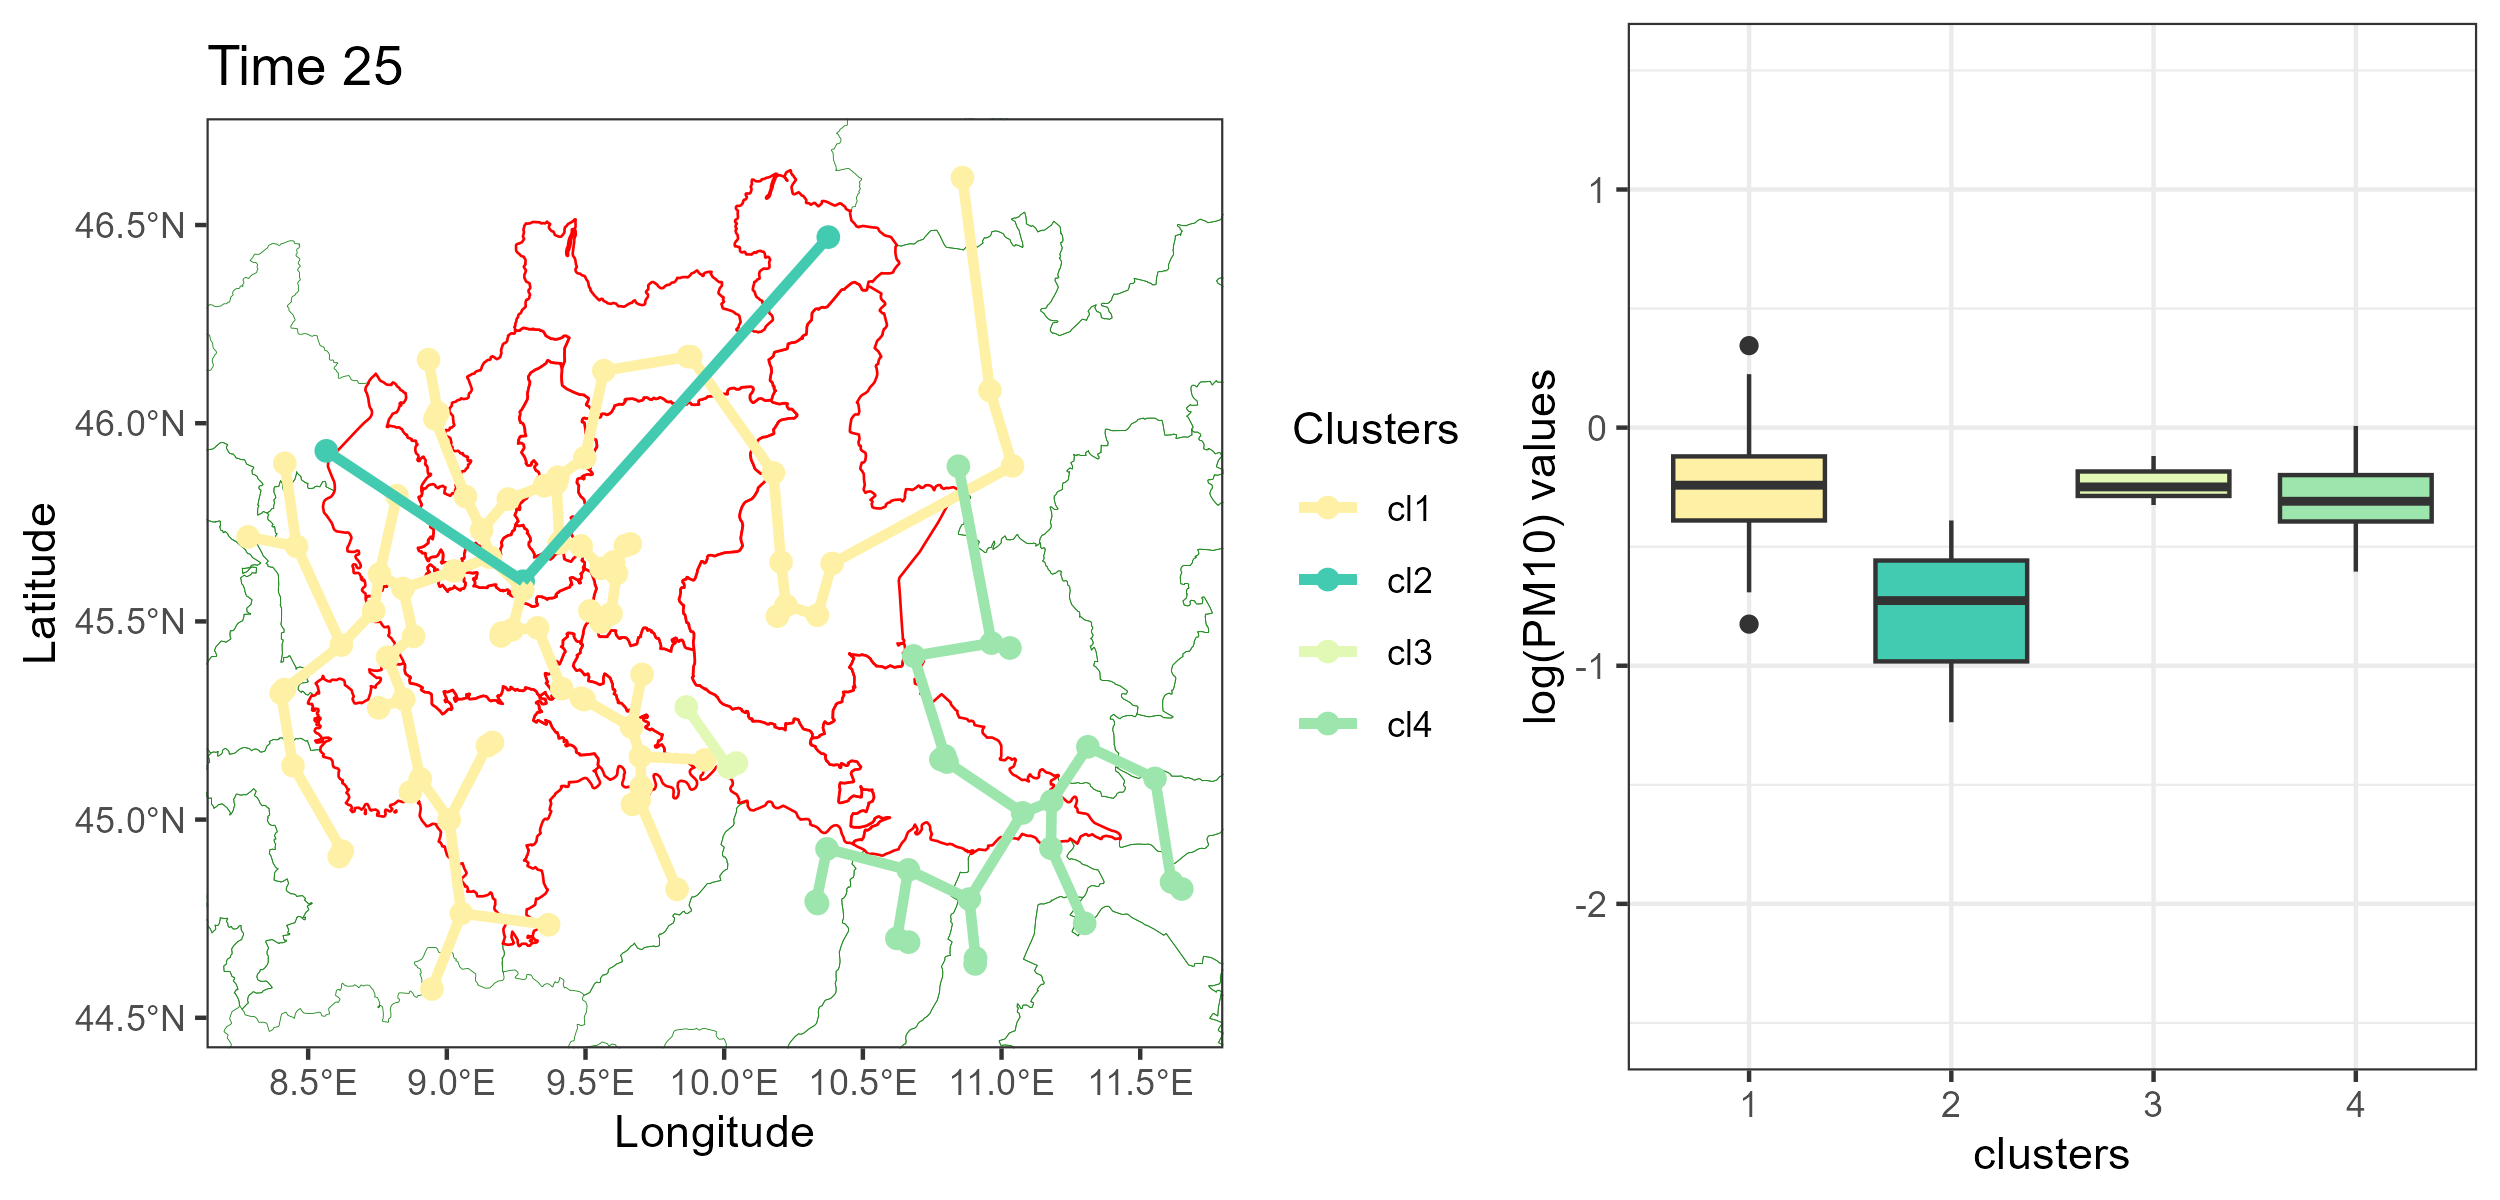 Time 25
Latitude
46.5°N
46.0°N
45.5°N
45.0°N
44.5°N
8.5°E
9.0°E
9.5°E
10.0°E
10.5°E
11.0°E
11.5°E
Longitude
Clusters
cl1
cl2
cl3
cl4
log(PM10) values
1
0
-1
-2
1
2
3
4
clusters